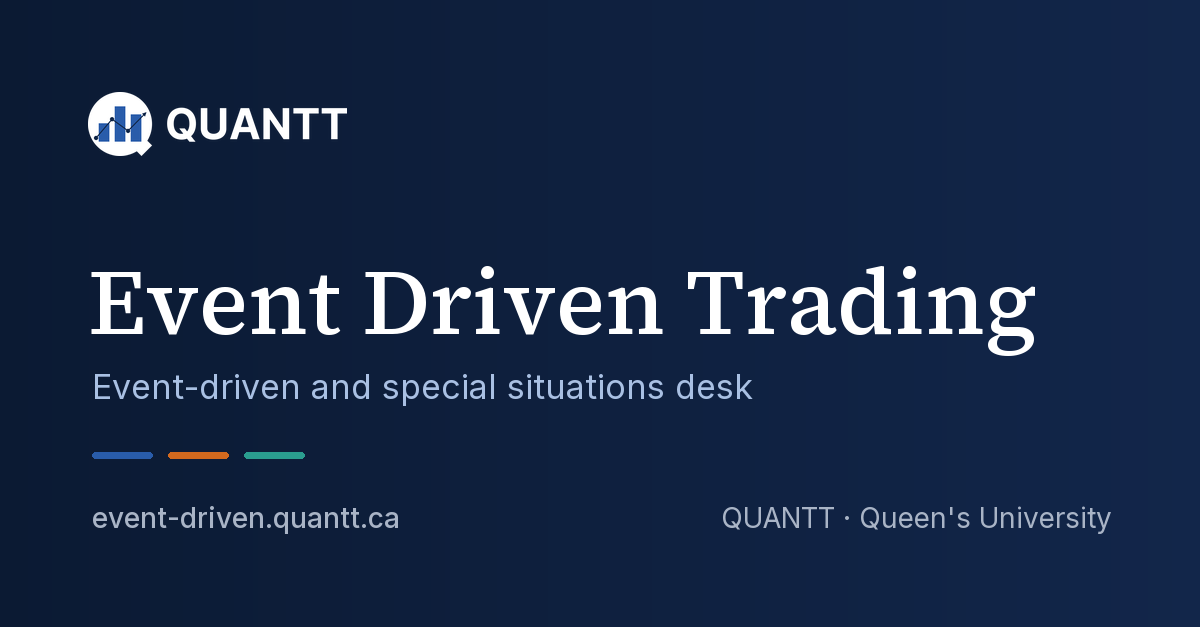 QUANTT
Event Driven Trading
Event-driven and special situations desk
event-driven.quantt.ca
QUANTT · Queen's University